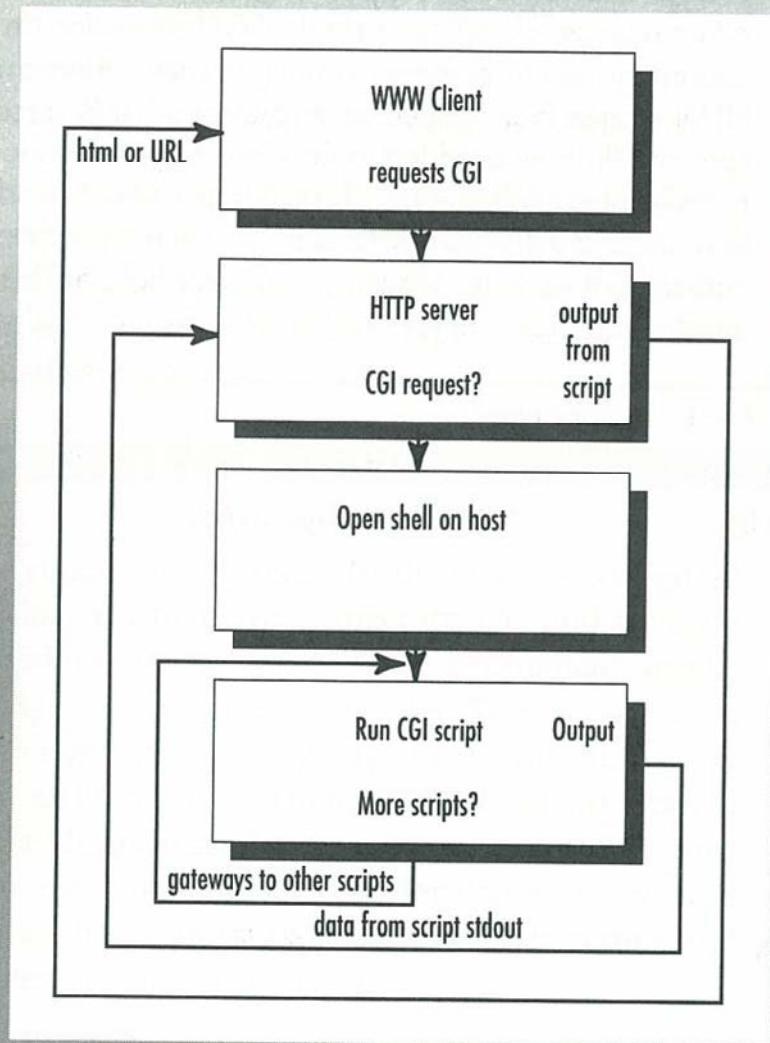 WWW Client
html or URL
requests CGI
HTTP server
output
from
script
CGI request?
Open shell on host
Run CGI script
Output
More scripts?
gateways to other scripts
data from script stdout